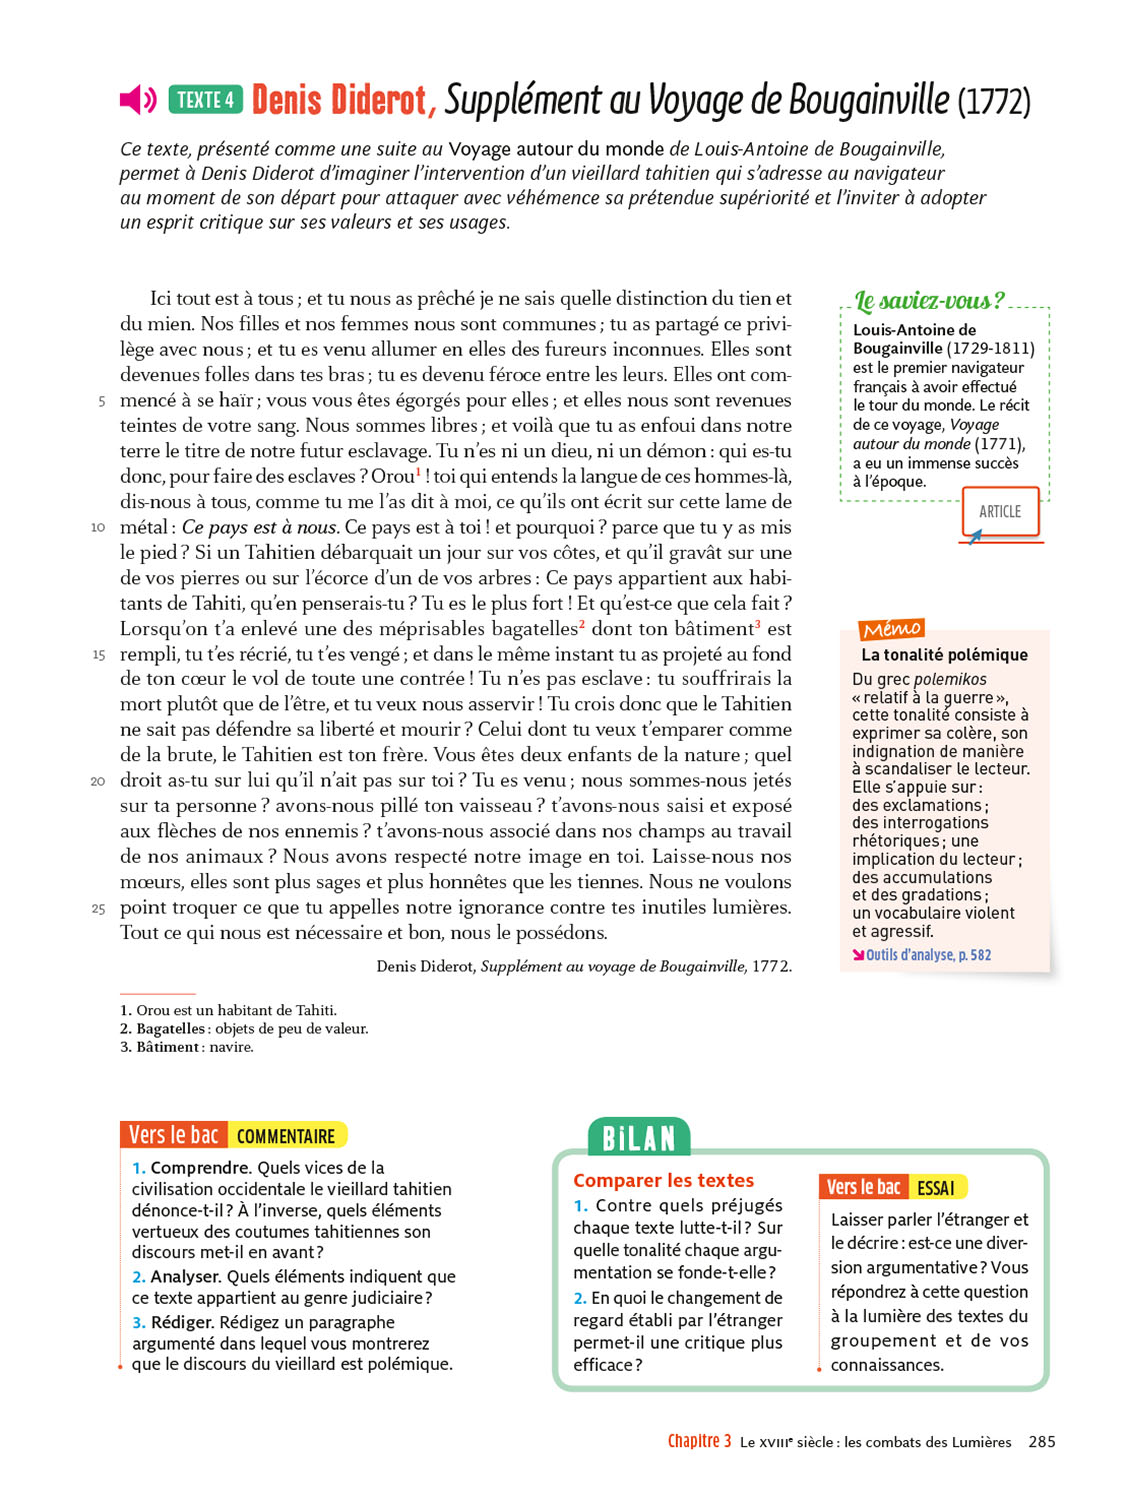 TEXTE 4 Denis Diderot, Supplément au Voyage de Bougainville (1772)
Ce texte, présenté comme une suite au Voyage autour du monde de Louis-Antoine de Bougainville,
permet à Denis Diderot d'imaginer l'intervention d'un vieillard tahitien qui s'adresse au navigateur
au moment de son départ pour attaquer avec véhémence sa prétendue supériorité et l'inviter à adopter
un esprit critique sur ses valeurs et ses usages.
Ici tout est à tous ; et tu nous as prêché je ne sais quelle distinction du tien et
du mien. Nos filles et nos femmes nous sont communes ; tu as partagé ce privi-
lège avec nous ; et tu es venu allumer en elles des fureurs inconnues. Elles sont
devenues folles dans tes bras ; tu es devenu féroce entre les leurs. Elles ont com-
5 mencé à se haïr ; vous vous êtes égorgés pour elles ; et elles nous sont revenues
teintes de votre sang. Nous sommes libres ; et voilà que tu as enfoui dans notre
terre le titre de notre futur esclavage. Tu n'es ni un dieu, ni un démon : qui es-tu
donc, pour faire des esclaves ? Orou1 ! toi qui entends la langue de ces hommes-là,
dis-nous à tous, comme tu me l'as dit à moi, ce qu'ils ont écrit sur cette lame de
10 métal : Ce pays est à nous. Ce pays est à toi ! et pourquoi ? parce que tu y as mis
le pied ? Si un Tahitien débarquait un jour sur vos côtes, et qu'il gravât sur une
de vos pierres ou sur l'écorce d'un de vos arbres : Ce pays appartient aux habi-
tants de Tahiti, qu'en penserais-tu ? Tu es le plus fort ! Et qu'est-ce que cela fait ?
Lorsqu'on t'a enlevé une des méprisables bagatelles2 dont ton bâtiment3 est
15 rempli, tu t'es récrié, tu t'es vengé ; et dans le même instant tu as projeté au fond
de ton cœur le vol de toute une contrée ! Tu n'es pas esclave : tu souffrirais la
mort plutôt que de l'être, et tu veux nous asservir ! Tu crois donc que le Tahitien
ne sait pas défendre sa liberté et mourir ? Celui dont tu veux t'emparer comme
de la brute, le Tahitien est ton frère. Vous êtes deux enfants de la nature ; quel
20 droit as-tu sur lui qu'il n'ait pas sur toi ? Tu es venu ; nous sommes-nous jetés
sur ta personne ? avons-nous pillé ton vaisseau ? t'avons-nous saisi et exposé
aux flèches de nos ennemis ? t'avons-nous associé dans nos champs au travail
de nos animaux ? Nous avons respecté notre image en toi. Laisse-nous nos
mœurs, elles sont plus sages et plus honnêtes que les tiennes. Nous ne voulons
25 point troquer ce que tu appelles notre ignorance contre tes inutiles lumières.
Tout ce qui nous est nécessaire et bon, nous le possédons.
Denis Diderot, Supplément au voyage de Bougainville, 1772.
1. Orou est un habitant de Tahiti.
2. Bagatelles : objets de peu de valeur.
3. Bâtiment : navire.
Le saviez-vous ?
Louis-Antoine de
Bougainville (1729-1811)
est le premier navigateur
français à avoir effectué
le tour du monde. Le récit
de ce voyage, Voyage
autour du monde (1771),
a eu un immense succès
à l'époque.
ARTICLE
Mémo
La tonalité polémique
Du grec polemikos
« relatif à la guerre »,
cette tonalité consiste à
exprimer sa colère, son
indignation de manière
à scandaliser le lecteur.
Elle s'appuie sur :
des exclamations ;
des interrogations
rhétoriques ; une
implication du lecteur ;
des accumulations
et des gradations ;
un vocabulaire violent
et agressif.
Outils d'analyse, p. 582
Vers le bac COMMENTAIRE
1. Comprendre. Quels vices de la
civilisation occidentale le vieillard tahitien
dénonce-t-il ? À l'inverse, quels éléments
vertueux des coutumes tahitiennes son
discours met-il en avant ?
2. Analyser. Quels éléments indiquent que
ce texte appartient au genre judiciaire ?
3. Rédiger. Rédigez un paragraphe
argumenté dans lequel vous montrerez
que le discours du vieillard est polémique.
BILAN
Comparer les textes
1. Contre quels préjugés
chaque texte lutte-t-il ? Sur
quelle tonalité chaque argu-
mentation se fonde-t-elle ?
2. En quoi le changement de
regard établi par l'étranger
permet-il une critique plus
efficace ?
Vers le bac ESSAI
Laisser parler l'étranger et
le décrire : est-ce une diver-
sion argumentative ? Vous
répondrez à cette question
à la lumière des textes du
groupement et de vos
connaissances.
Chapitre 3 Le XVIIIe siècle : les combats des Lumières 285